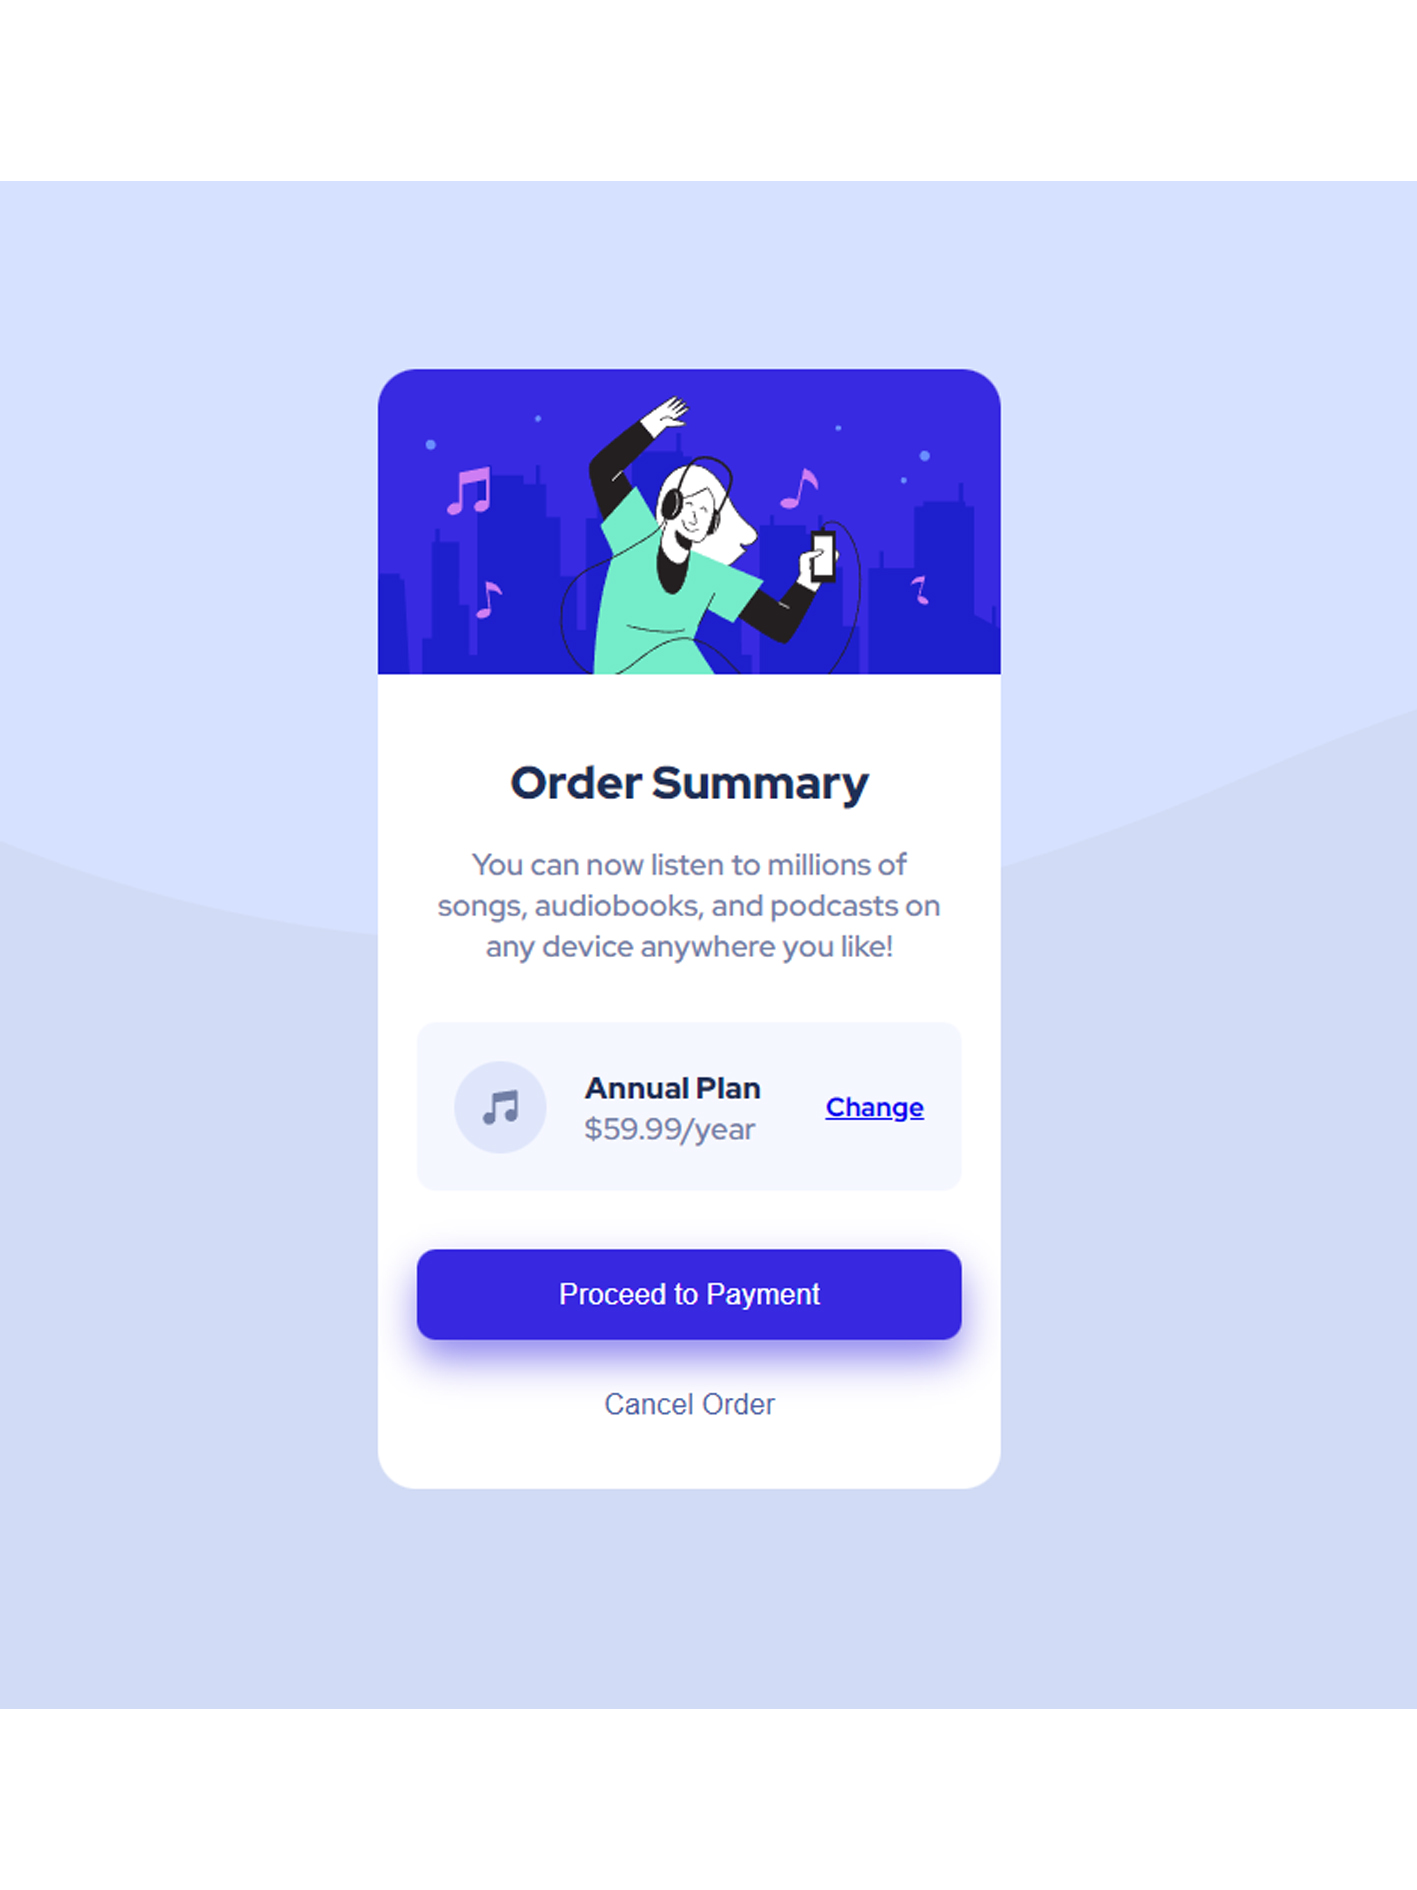 Order Summary
You can now listen to millions of
songs, audiobooks, and podcasts on
any device anywhere you like!
Annual Plan
$59.99/year
Change
Proceed to Payment
Cancel Order